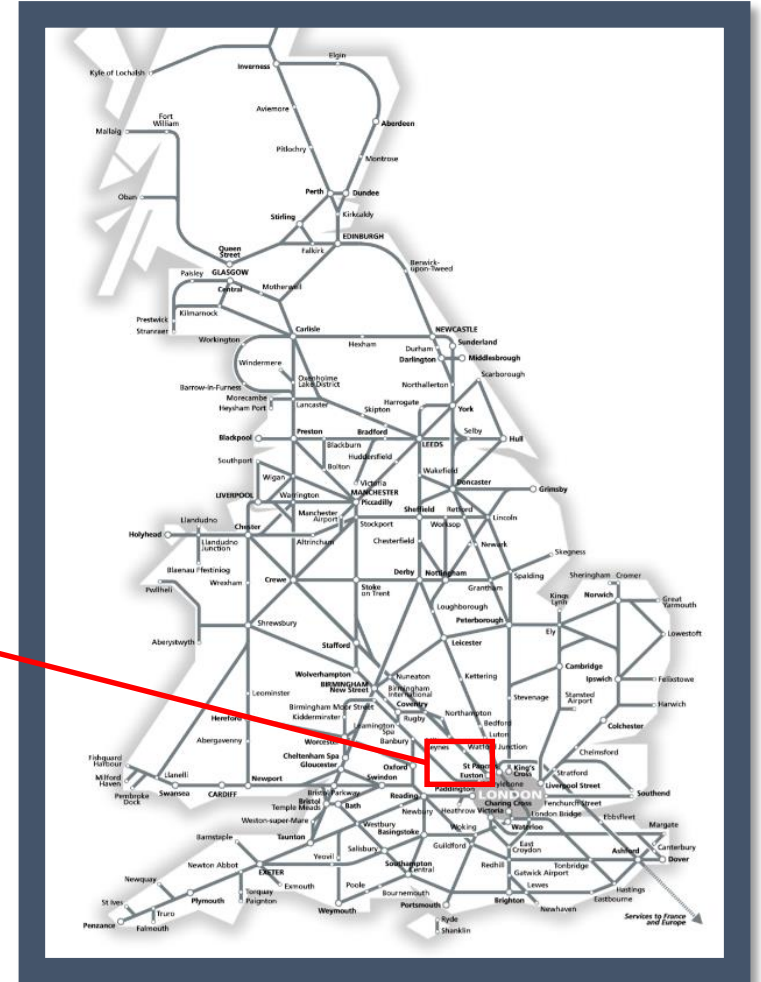 Elgin
Kyle of Lochalsh
Inverness
Aviemore
Fort
William
Mallaig
Aberdeen
Pitlochry
Montrose
Perth
Dundee
Oban
Stirling
Kirkcaldy
EDINBURGH
Queen
Street
Falkirk
Berwick-
upon-Tweed
Paisley
GLASGOW
Central
Motherwell
Prestwick
Kilmarnock
Stranraer
Carlisle
NEWCASTLE
Workington
Hexham
Sunderland
Durham
Darlington
Middlesbrough
Windermere
Scarborough
Oxenholme
Lake District
Barrow-in-Furness
Northallerton
Morecambe
Heysham Port
Lancaster
Harrogate
York
Skipton
Blackpool
Preston
Bradford
Selby
Hull
Blackburn
LEEDS
Huddersfield
Southport
Bolton
Wakefield
Wigan
Victoria
Doncaster
MANCHESTER
Piccadilly
Grimsby
LIVERPOOL
Warrington
Manchester
Airport
Sheffield
Retford
Lincoln
Llandudno
Chester
Stockport
Worksop
Holyhead
Llandudno
Junction
Altrincham
Chesterfield
Newark
Skegness
Blaenau Ffestiniog
Derby
Nottingham
Sheringham
Cromer
Pwllheli
Wrexham
Crewe
Stoke
on Trent
Grantham
Spalding
Kings
Lynn
Norwich
Great
Yarmouth
Loughborough
Shrewsbury
Peterborough
Ely
Lowestoft
Aberystwyth
Stafford
Leicester
Wolverhampton
Cambridge
BIRMINGHAM
New Street
Nuneaton
Kettering
Ipswich
Felixstowe
Birmingham
International
Leominster
Birmingham Moor Street
Coventry
Stevenage
Stansted
Airport
Harwich
Kidderminster
Rugby
Northampton
Hereford
Leamington
Spa
Bedford
Colchester
Abergavenny
Worcester
Banbury
Luton
Keynes
Watford Junction
Chelmsford
Fishguard
Harbour
Cheltenham Spa
Gloucester
Oxford
St Pancras
King's
Cross
Euston
Stratford
Milford
Haven
Llanelli
Newport
Swindon
Marylebone
Liverpool Street
Pembroke
Dock
Swansea
CARDIFF
Bristol Parkway
Reading
Paddington
LONDON
Southend
Bristol
Temple Meads
Bath
Newbury
Heathrow
Victoria
Charing Cross
Fenchurch Street
London Bridge
Ebbsfleet
Weston-super-Mare
Westbury
Basingstoke
Woking
Waterloo
Margate
Barnstaple
Taunton
Salisbury
Guildford
East
Croydon
Canterbury
Newton Abbot
Yeovil
Southampton
Central
Redhill
Tonbridge
Ashford
Dover
EXETER
Gatwick Airport
Newquay
Exmouth
Poole
Bournemouth
Lewes
Hastings
St Ives
Torquay
Paignton
Eastbourne
Plymouth
Weymouth
Portsmouth
Brighton
Newhaven
Truro
Penzance
Falmouth
Ryde
Shanklin
Services to France
and Europe